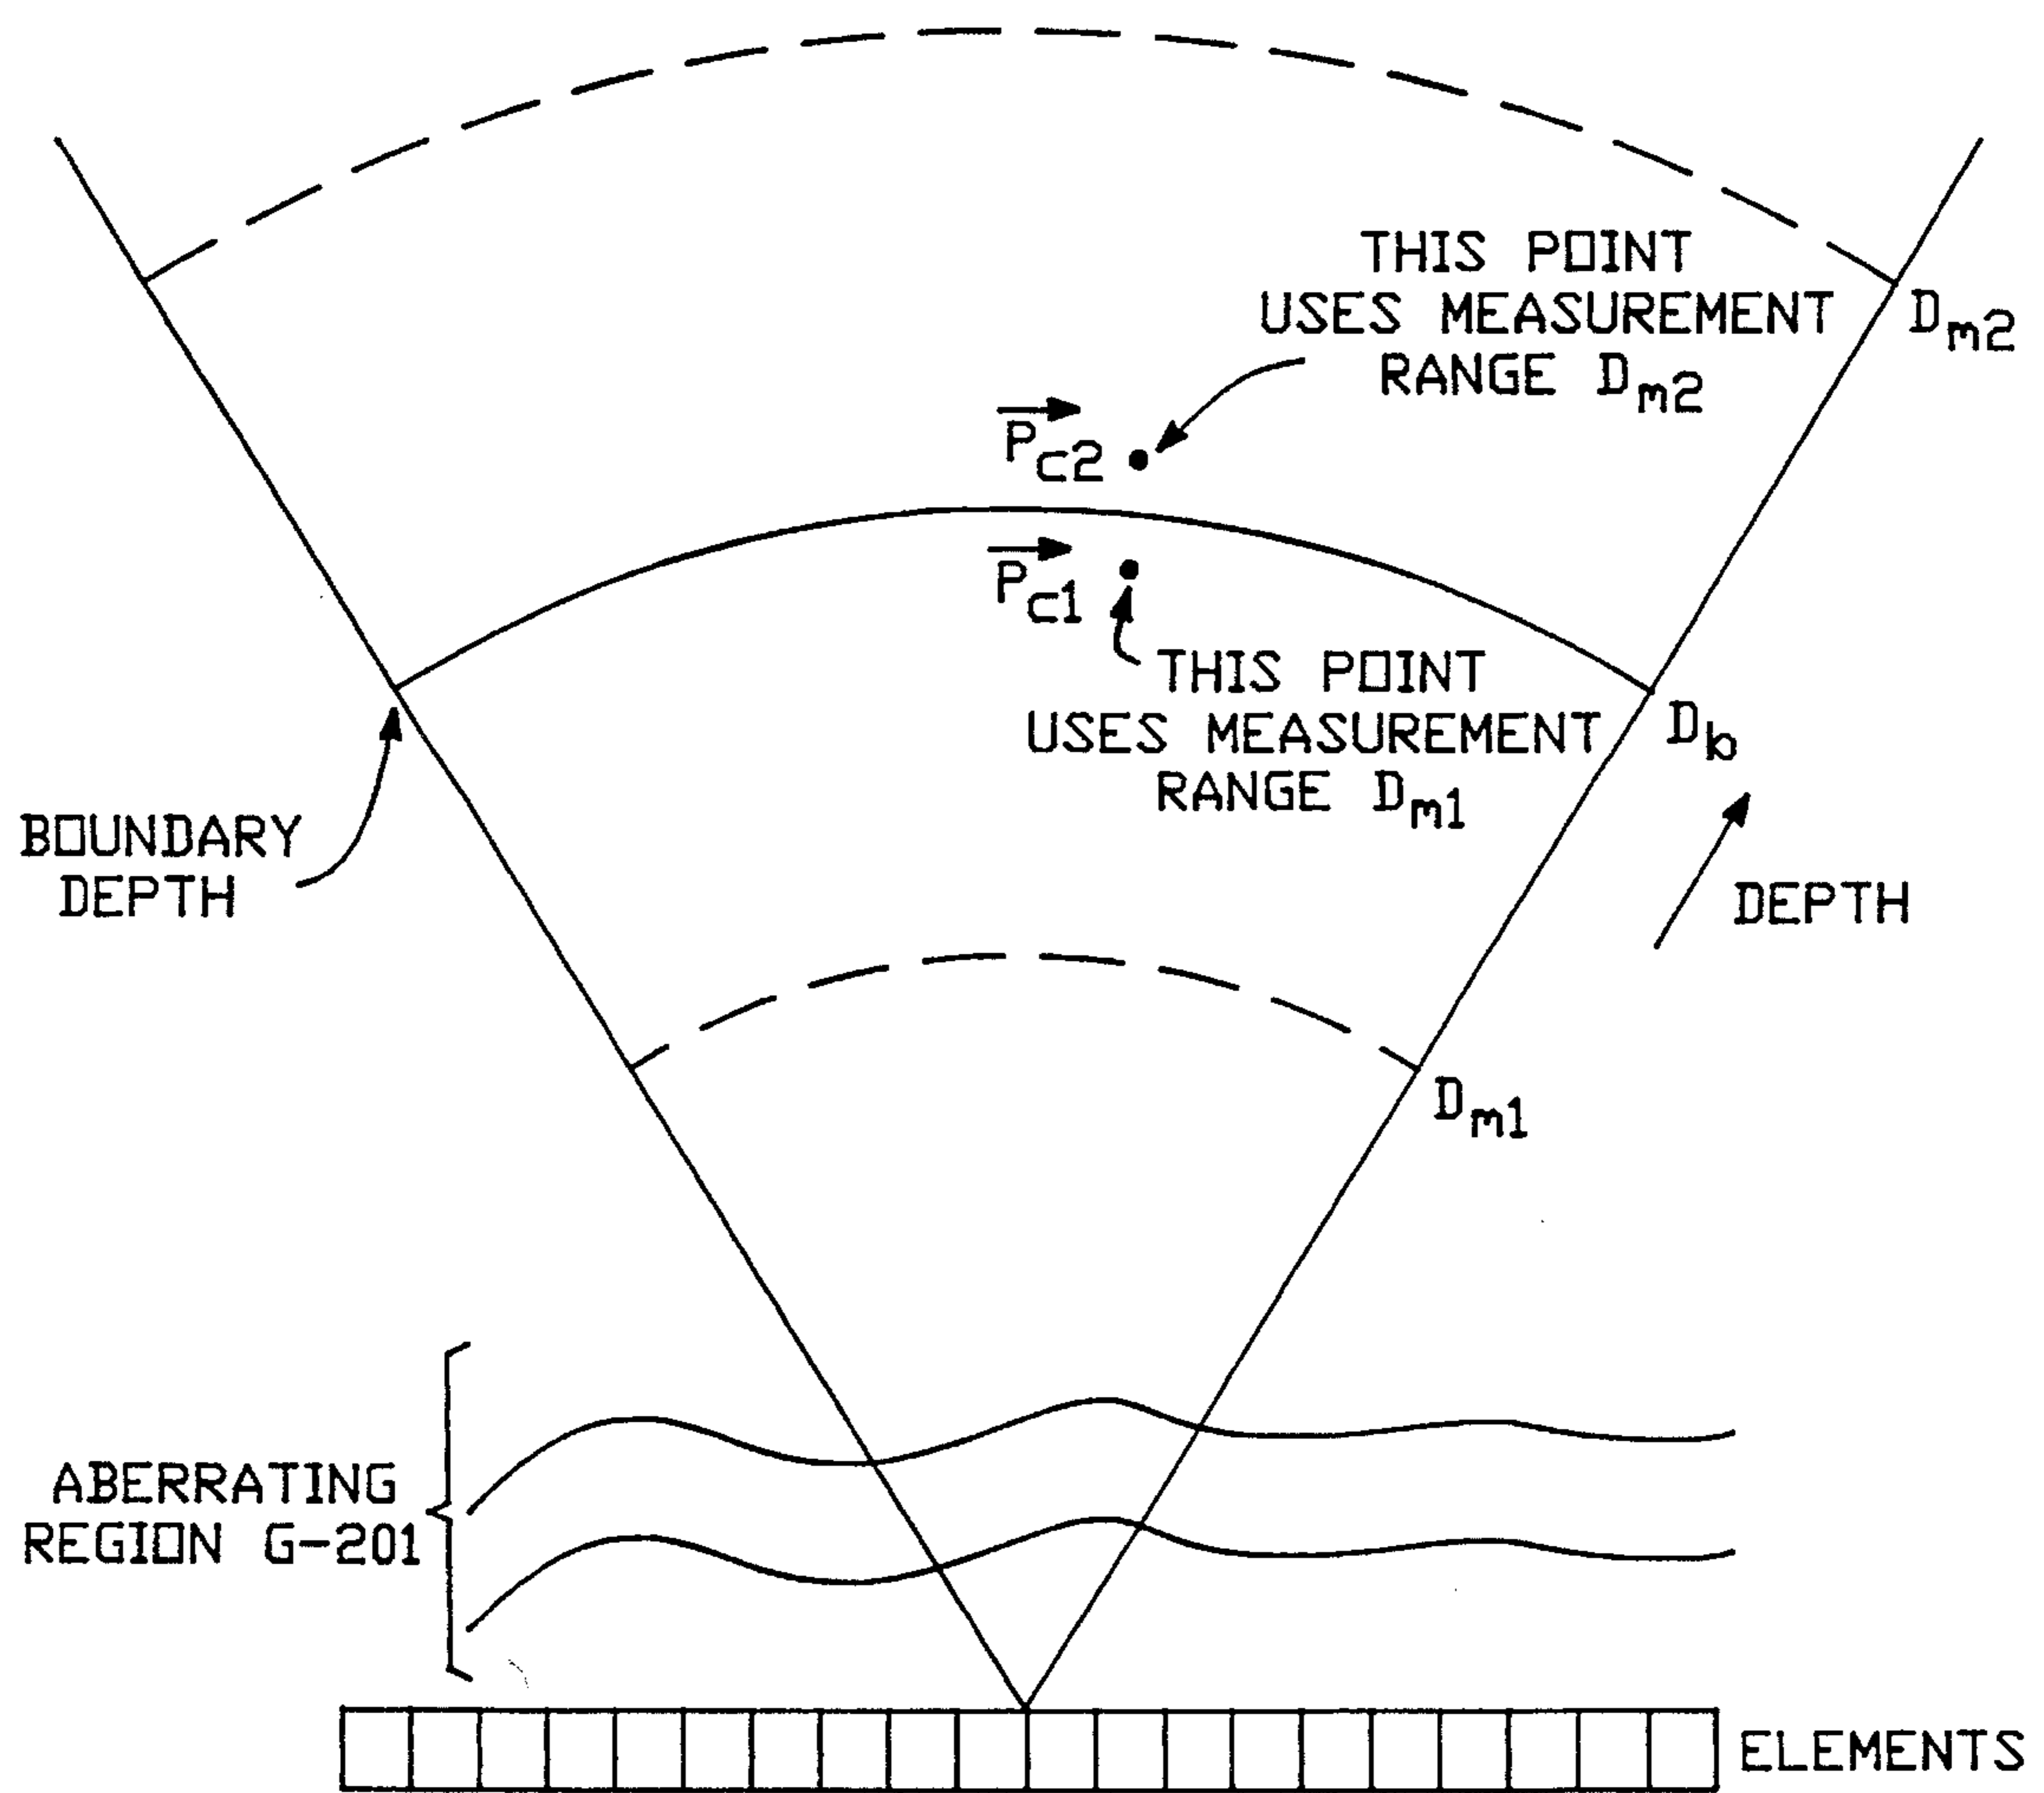 THIS POINT
USES MEASUREMENT
RANGE Dm2
Dm2
Pc2
Pc1
THIS POINT
USES MEASUREMENT
RANGE Dm1
Db
BOUNDARY
DEPTH
DEPTH
Dm1
ABERRATING
REGION G-201
ELEMENTS